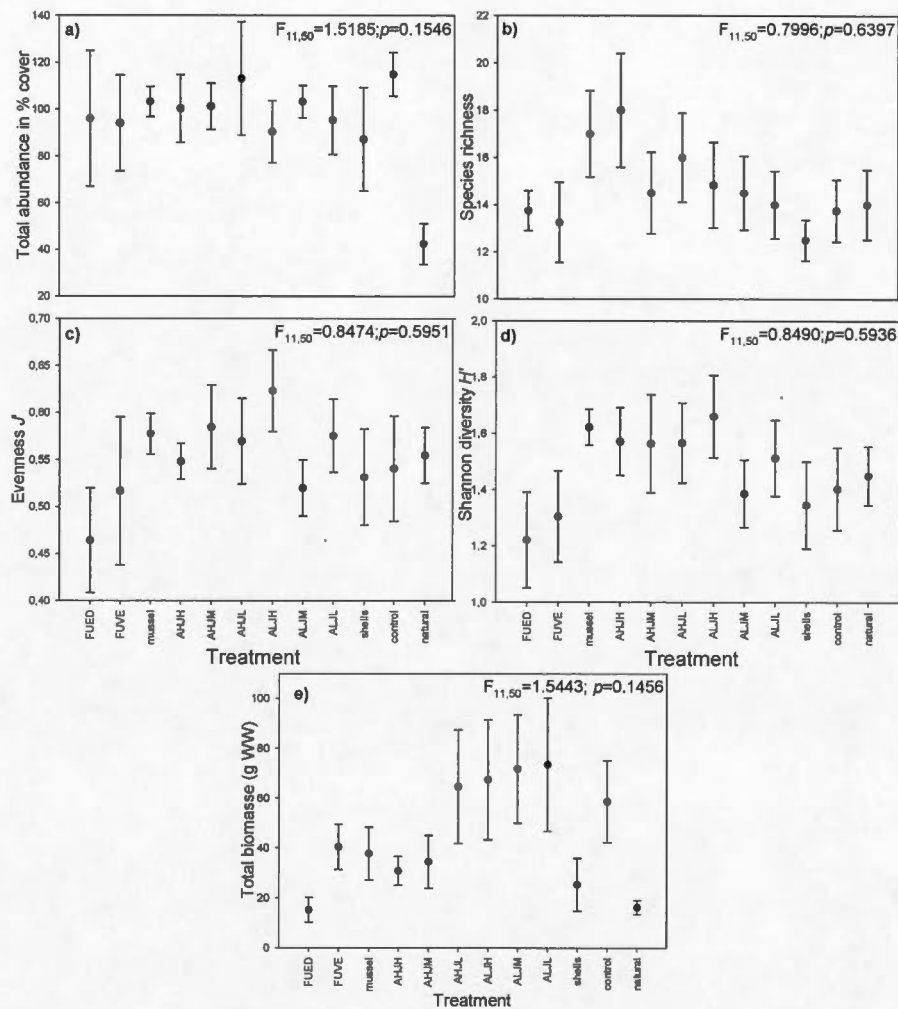 a)
F11,50=1.5185;p=0.1546
Total abundance in % cover
140
120
100
80
60
40
20
b)
F11,50=0.7996;p=0.6397
Species richness
22
20
18
16
14
12
10
c)
F11,50=0.8474;p=0.5951
Evenness J'
0,70
0,65
0,60
0,55
0,50
0,45
0,40
FUED
FUVE
mussel
AHJH
AHJM
AHJL
ALJH
ALJM
ALJL
shells
control
natural
Treatment
d)
F11,50=0.8490;p=0.5936
Shannon diversity H'
2,0
1,8
1,6
1,4
1,2
1,0
FUED
FUVE
mussel
AHJH
AHJM
AHJL
ALJH
ALJM
ALJL
shells
control
natural
Treatment
e)
F11,50=1.5443; p=0.1456
Total biomasse (g WW)
100
80
60
40
20
0
FUED
FUVE
mussel
AHJH
AHJM
AHJL
ALJH
ALJM
ALJL
shells
control
natural
Treatment